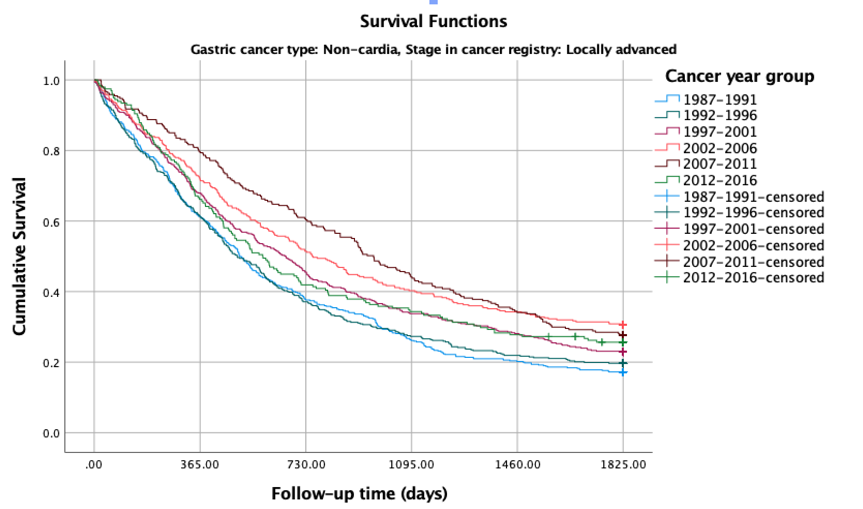 Survival Functions
Gastric cancer type: Non-cardia, Stage in cancer registry: Locally advanced
Cumulative Survival
1.0
0.8
0.6
0.4
0.2
0.0
.00 365.00 730.00 1095.00 1460.00 1825.00
Follow-up time (days)
Cancer year group
1987-1991
1992-1996
1997-2001
2002-2006
2007-2011
2012-2016
1987-1991-censored
1992-1996-censored
1997-2001-censored
2002-2006-censored
2007-2011-censored
2012-2016-censored